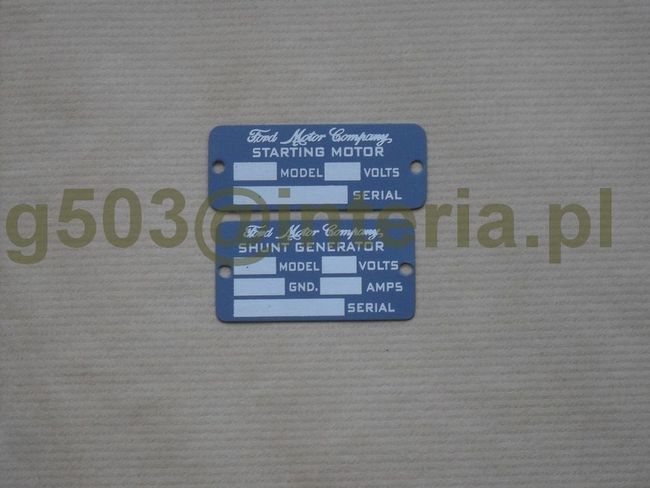 Ford Motor Company
STARTING MOTOR
MODEL VOLTS
SERIAL
g503@interia.pl
Ford Motor Company
SHUNT GENERATOR
MODEL VOLTS
GND. AMPS
SERIAL